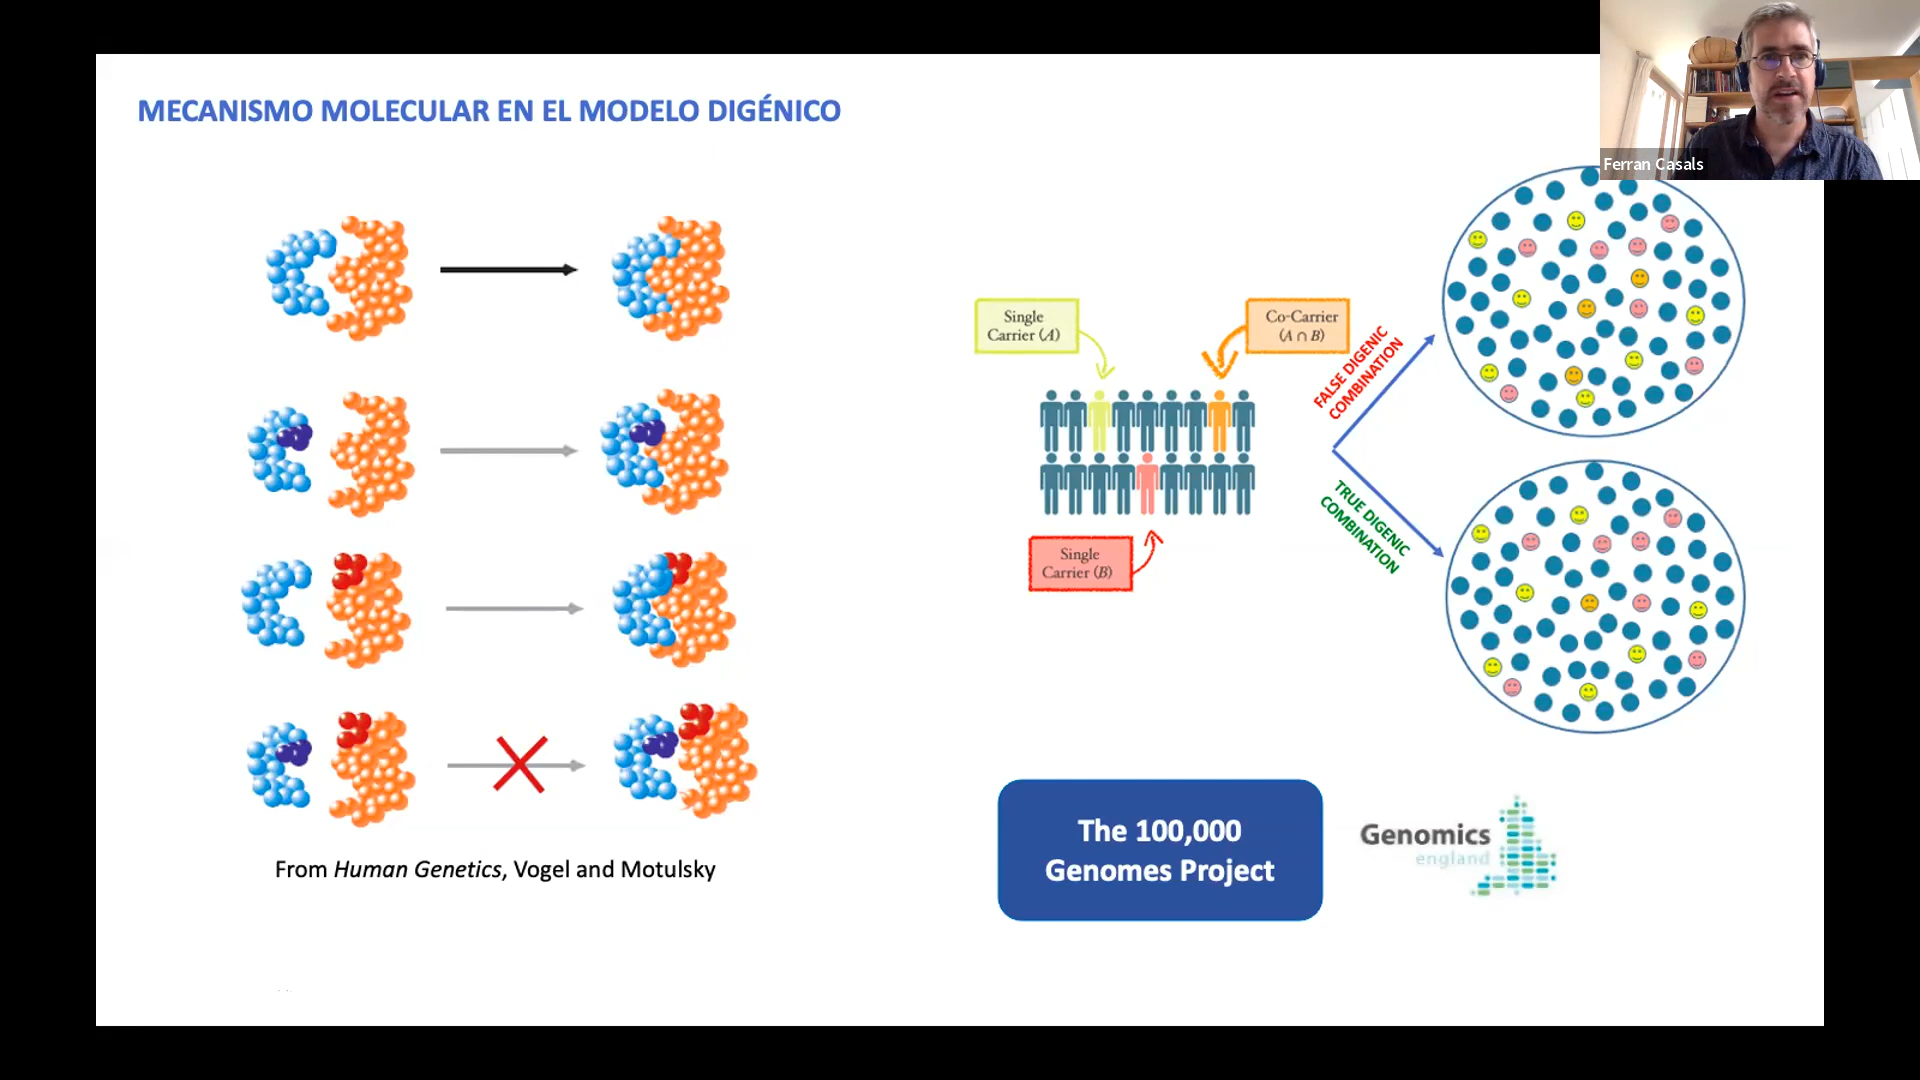 MECANISMO MOLECULAR EN EL MODELO DIGÉNICO
Ferran Casals
Single
Carrier (A)
Co-Carrier
(A ∩ B)
FALSE DIGENIC
COMBINATION
TRUE DIGENIC
COMBINATION
Single
Carrier (B)
The 100,000
Genomes Project
Genomics
england
From Human Genetics, Vogel and Motulsky